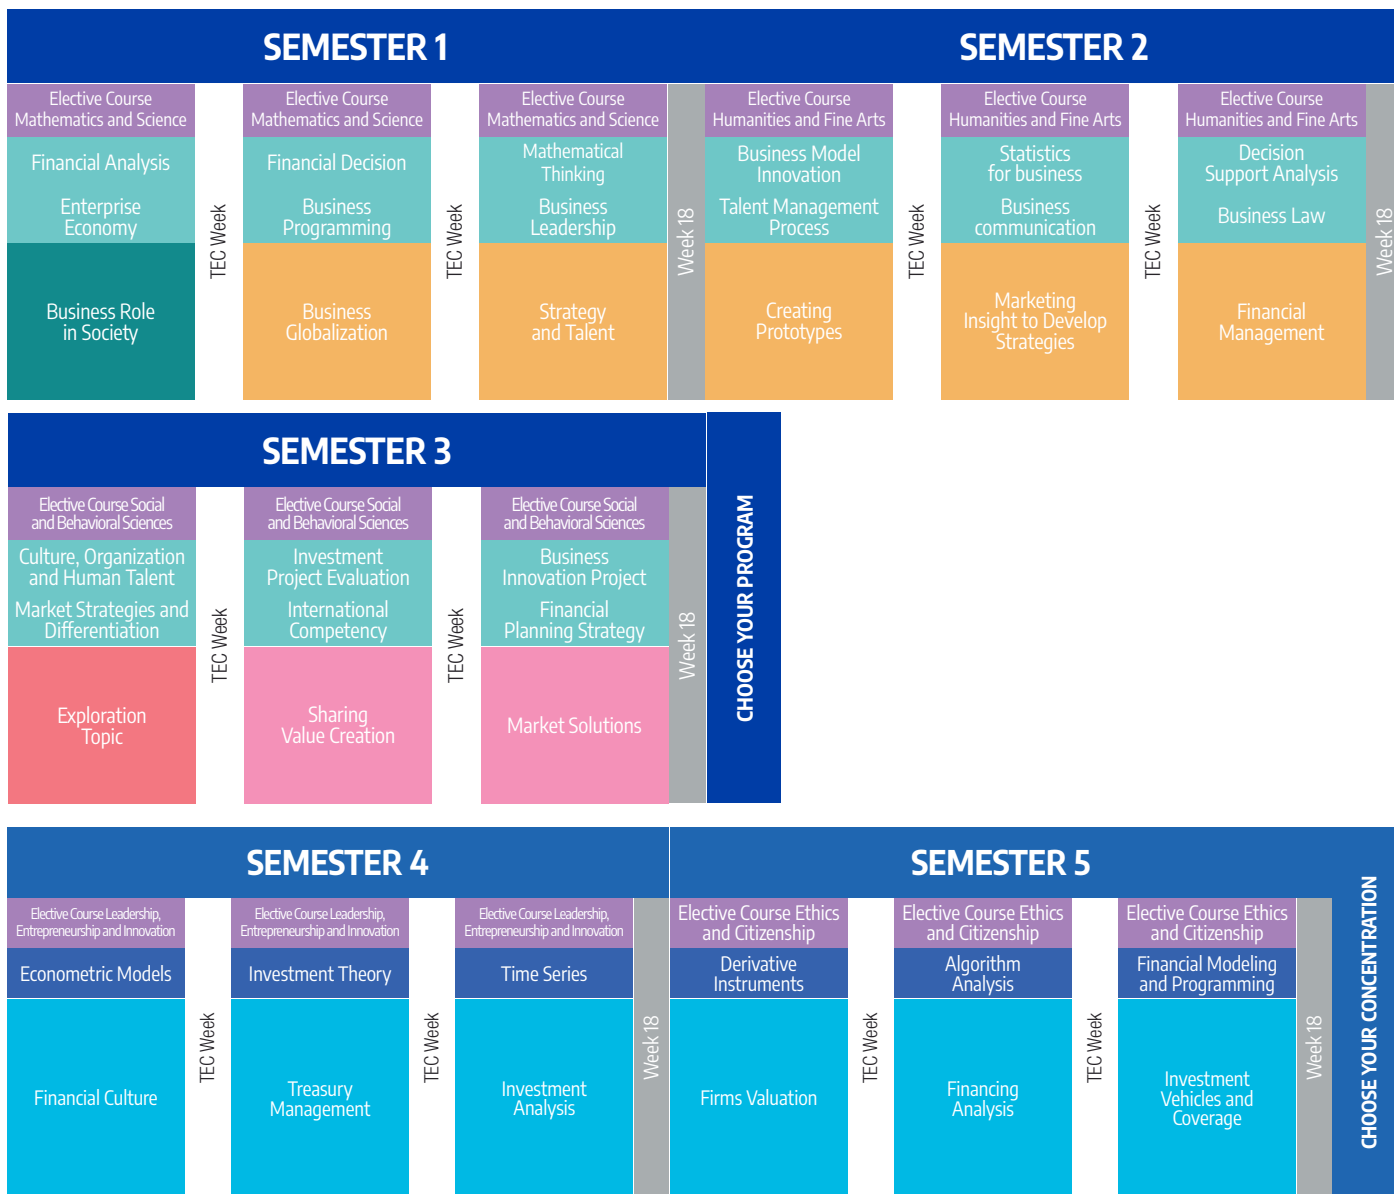 SEMESTER 1
Elective Course
Mathematics and Science
Financial Analysis
Enterprise
Economy
Business Role
in Society
TEC Week
Elective Course
Mathematics and Science
Financial Decision
Business
Programming
Business
Globalization
TEC Week
Elective Course
Mathematics and Science
Mathematical
Thinking
Business
Leadership
Strategy
and Talent
Week 18
SEMESTER 2
Elective Course
Humanities and Fine Arts
Business Model
Innovation
Talent Management
Process
Creating
Prototypes
TEC Week
Elective Course
Humanities and Fine Arts
Statistics
for business
Business
communication
Marketing
Insight to Develop
Strategies
TEC Week
Elective Course
Humanities and Fine Arts
Decision
Support Analysis
Business Law
Financial
Management
Week 18
SEMESTER 3
Elective Course Social
and Behavioral Sciences
Culture, Organization
and Human Talent
Market Strategies and
Differentiation
Exploration
Topic
TEC Week
Elective Course Social
and Behavioral Sciences
Investment
Project Evaluation
International
Competency
Sharing
Value Creation
TEC Week
Elective Course Social
and Behavioral Sciences
Business
Innovation Project
Financial
Planning Strategy
Market Solutions
Week 18
CHOOSE YOUR PROGRAM
SEMESTER 4
Elective Course Leadership,
Entrepreneurship and Innovation
Econometric Models
Financial Culture
TEC Week
Elective Course Leadership,
Entrepreneurship and Innovation
Investment Theory
Treasury
Management
TEC Week
Elective Course Leadership,
Entrepreneurship and Innovation
Time Series
Investment
Analysis
Week 18
SEMESTER 5
Elective Course Ethics
and Citizenship
Derivative
Instruments
Firms Valuation
TEC Week
Elective Course Ethics
and Citizenship
Algorithm
Analysis
Financing
Analysis
TEC Week
Elective Course Ethics
and Citizenship
Financial Modeling
and Programming
Investment
Vehicles and
Coverage
Week 18
CHOOSE YOUR CONCENTRATION